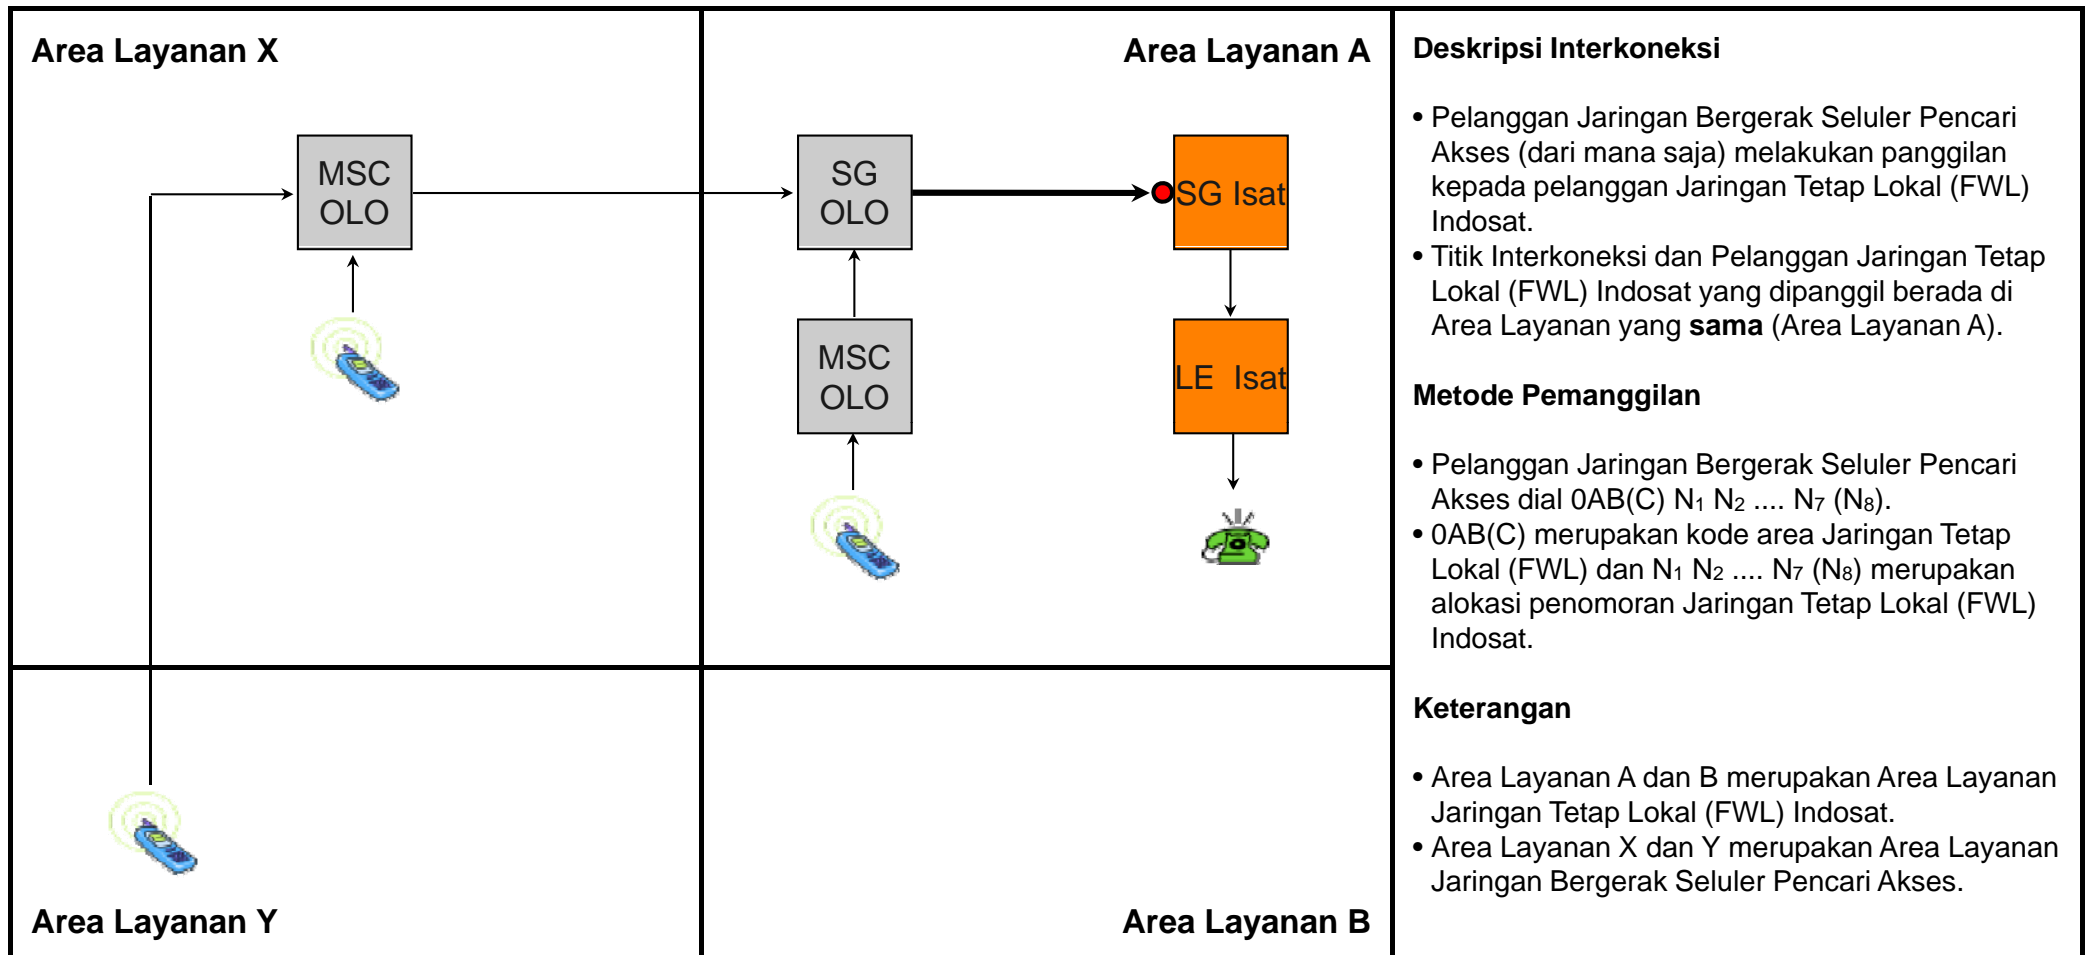 Area Layanan X
Area Layanan A
MSC
OLO
SG
OLO
SG Isat
MSC
OLO
LE Isat
Area Layanan Y
Area Layanan B
Deskripsi Interkoneksi
• Pelanggan Jaringan Bergerak Seluler Pencari
Akses (dari mana saja) melakukan panggilan
kepada pelanggan Jaringan Tetap Lokal (FWL)
Indosat.
• Titik Interkoneksi dan Pelanggan Jaringan Tetap
Lokal (FWL) Indosat yang dipanggil berada di
Area Layanan yang sama (Area Layanan A).
Metode Pemanggilan
• Pelanggan Jaringan Bergerak Seluler Pencari
Akses dial 0AB(C) N₁ N₂ .... N₇ (N₈).
• 0AB(C) merupakan kode area Jaringan Tetap
Lokal (FWL) dan N₁ N₂ .... N₇ (N₈) merupakan
alokasi penomoran Jaringan Tetap Lokal (FWL)
Indosat.
Keterangan
• Area Layanan A dan B merupakan Area Layanan
Jaringan Tetap Lokal (FWL) Indosat.
• Area Layanan X dan Y merupakan Area Layanan
Jaringan Bergerak Seluler Pencari Akses.